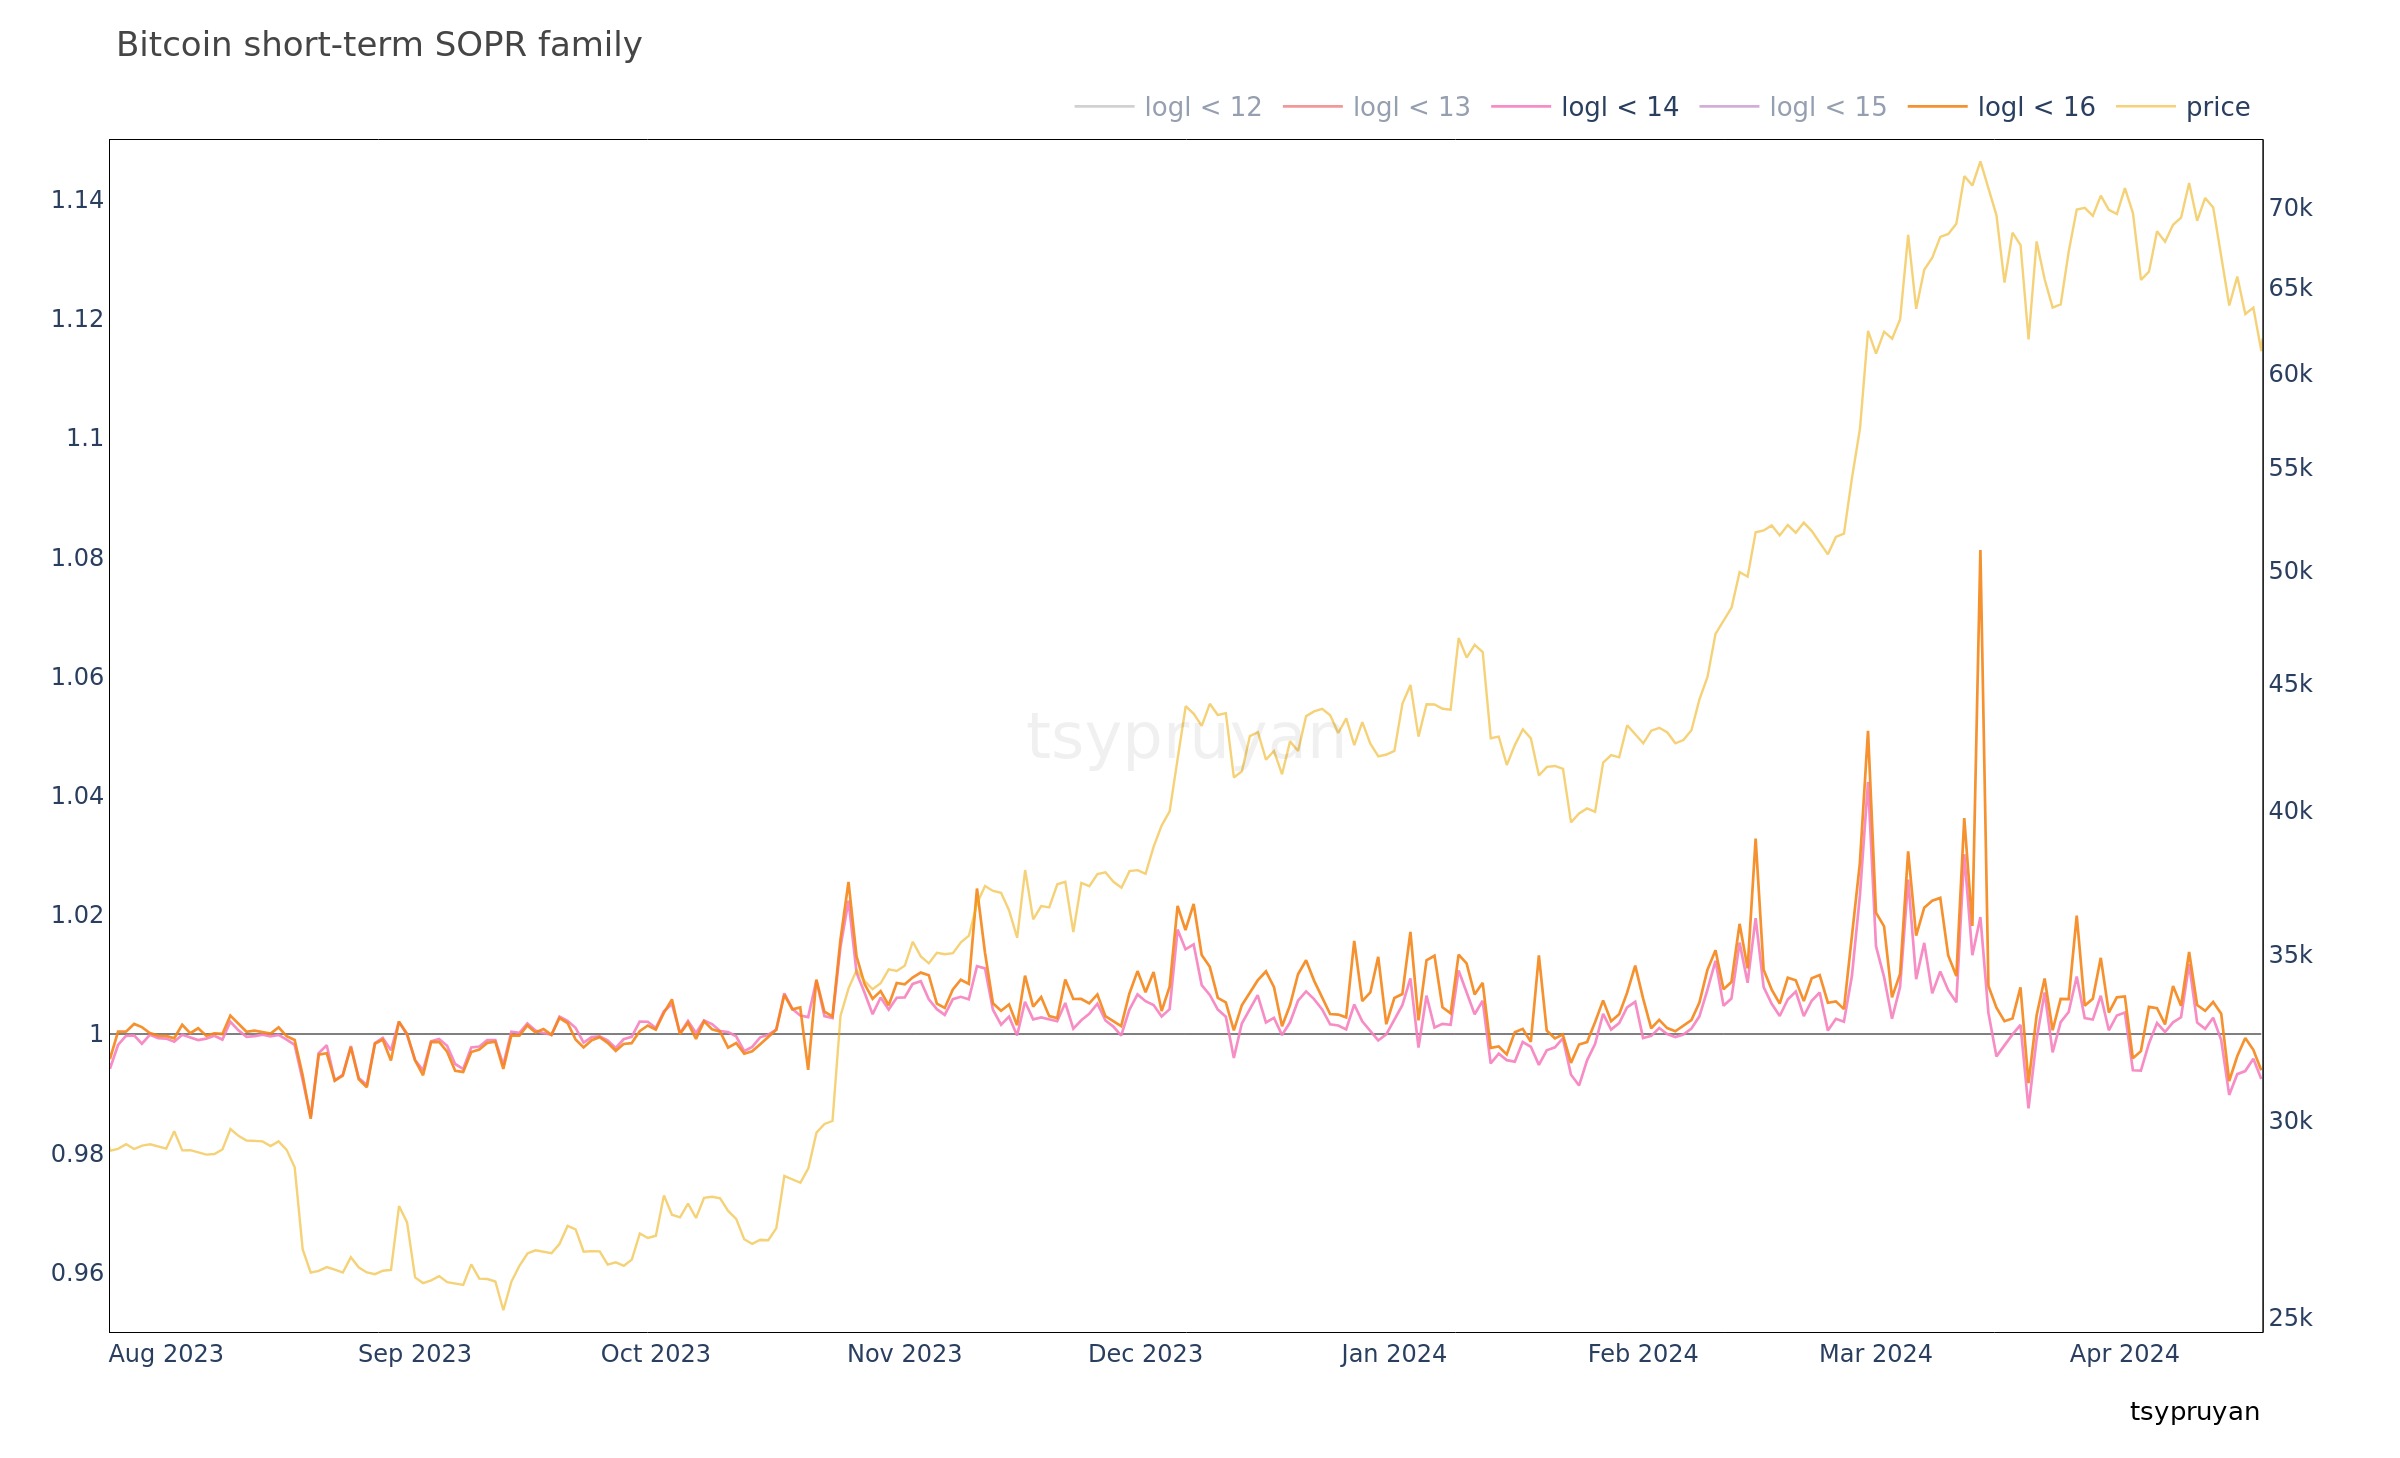 Bitcoin short-term SOPR family
logl < 12 logl < 13 logl < 14 logl < 15 logl < 16 price
1.14
1.12
1.1
1.08
1.06
1.04
1.02
1
0.98
0.96
70k
65k
60k
55k
50k
45k
40k
35k
30k
25k
tsypruyan
Aug 2023 Sep 2023 Oct 2023 Nov 2023 Dec 2023 Jan 2024 Feb 2024 Mar 2024 Apr 2024
tsypruyan